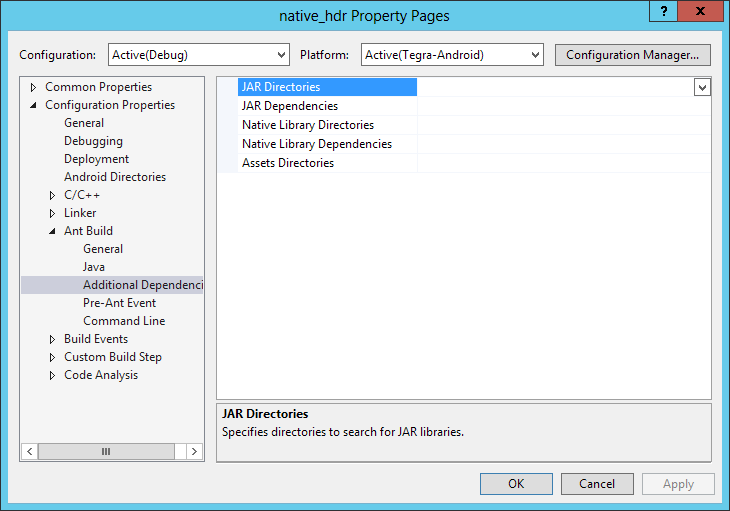 native_hdr Property Pages
? X
Configuration: Active(Debug) Platform: Active(Tegra-Android) Configuration Manager...
Common Properties
Configuration Properties
General
Debugging
Deployment
Android Directories
C/C++
Linker
Ant Build
General
Java
Additional Dependenci
Pre-Ant Event
Command Line
Build Events
Custom Build Step
Code Analysis
JAR Directories
JAR Dependencies
Native Library Directories
Native Library Dependencies
Assets Directories
JAR Directories
Specifies directories to search for JAR libraries.
OK Cancel Apply